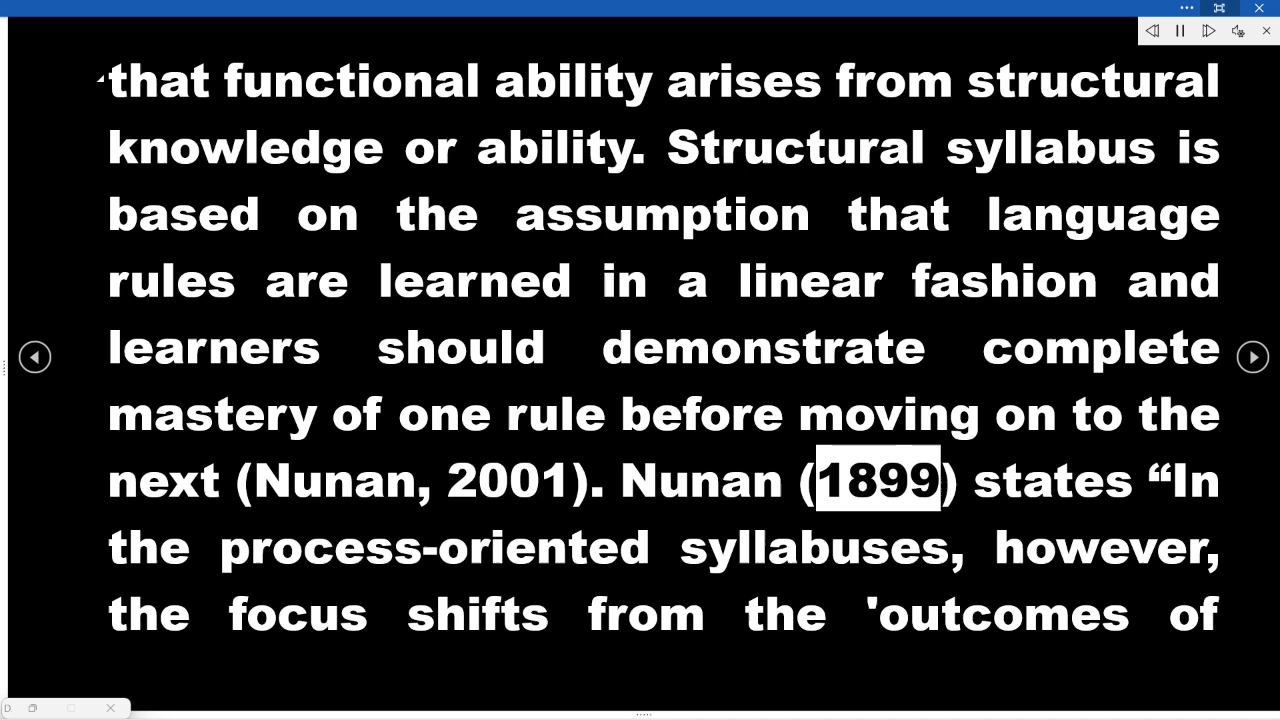 that functional ability arises from structural
knowledge or ability. Structural syllabus is
based on the assumption that language
rules are learned in a linear fashion and
learners should demonstrate complete
mastery of one rule before moving on to the
next (Nunan, 2001). Nunan (1899) states “In
the process-oriented syllabuses, however,
the focus shifts from the 'outcomes of
D